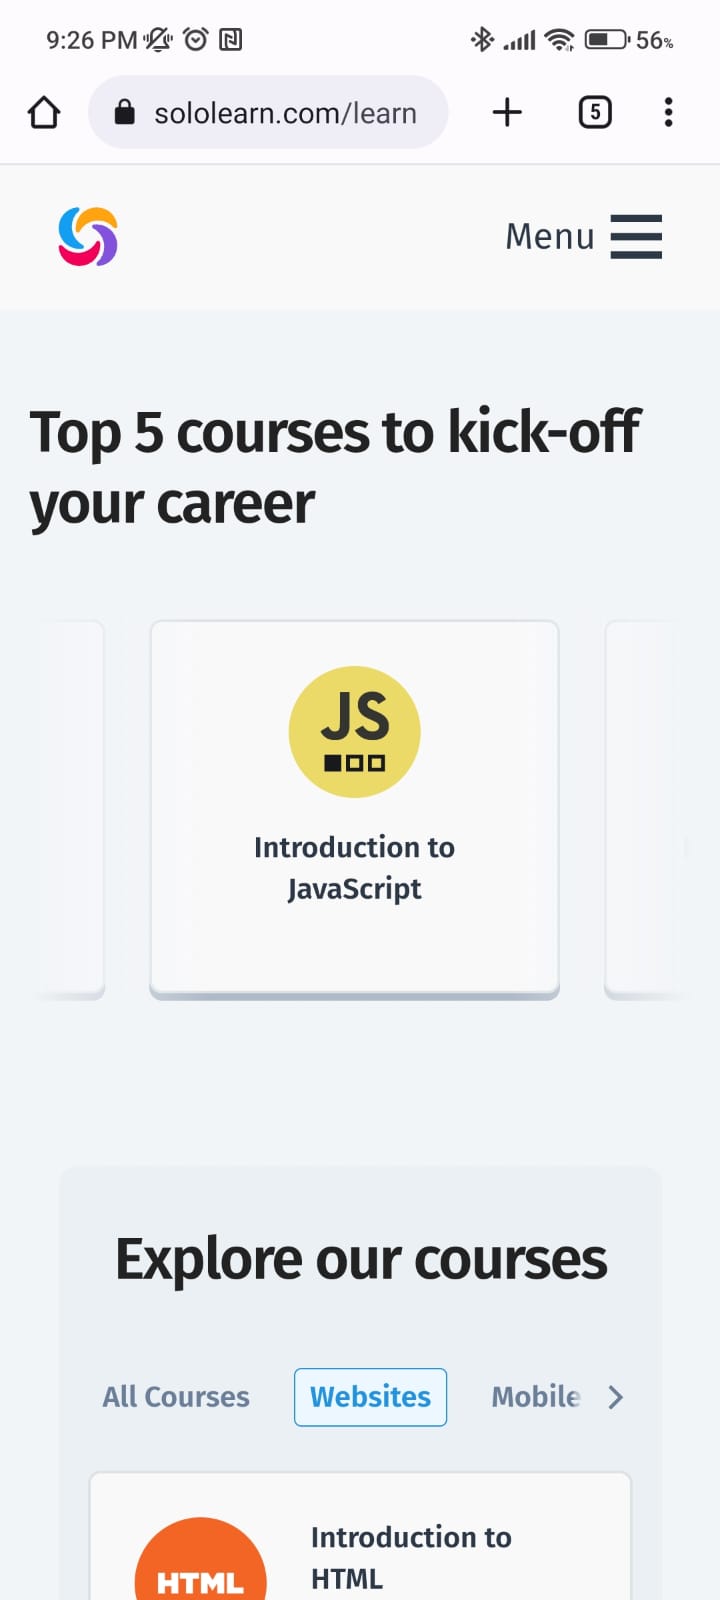 9:26 PM
56%
sololearn.com/learn
5
Menu
Top 5 courses to kick-off
your career
JS
Introduction to
JavaScript
Explore our courses
All Courses
Websites
Mobile
Introduction to
HTML
HTML